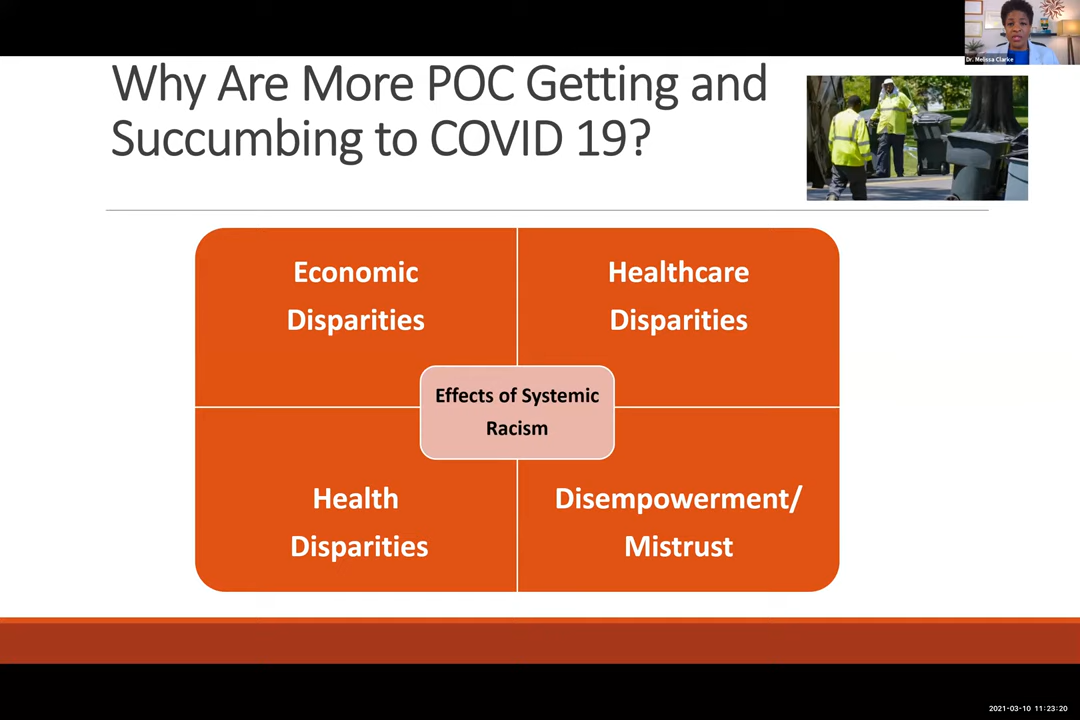 Dr. Melissa Clarke
Why Are More POC Getting and
Succumbing to COVID 19?
Economic
Disparities
Healthcare
Disparities
Effects of Systemic
Racism
Health
Disparities
Disempowerment/
Mistrust
2021-03-10 11:23:20